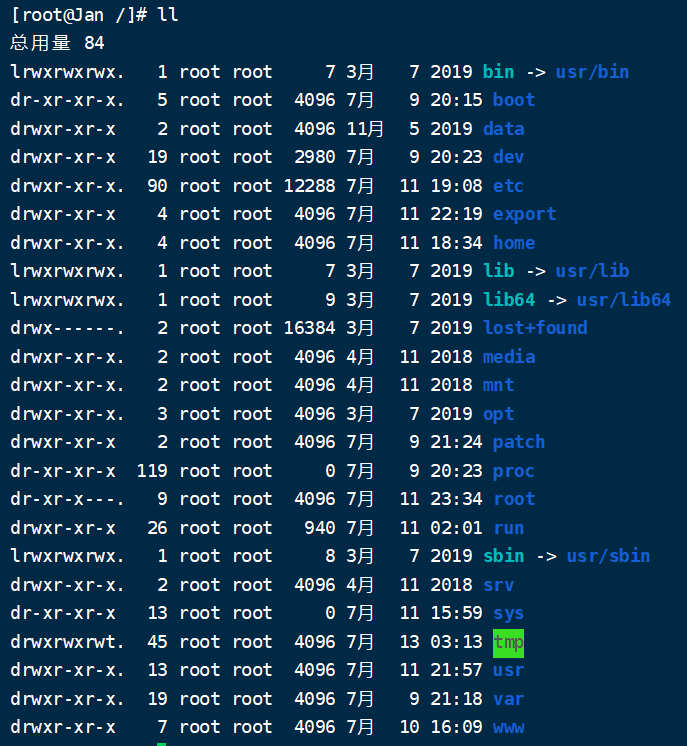 [root@Jan /]# ll
总用量 84
lrwxrwxrwx.   1 root root     7 3月   7 2019 bin -> usr/bin
dr-xr-xr-x.   5 root root  4096 7月   9 20:15 boot
drwxr-xr-x    2 root root  4096 11月  5 2019 data
drwxr-xr-x   19 root root  2980 7月   9 20:23 dev
drwxr-xr-x.  90 root root 12288 7月  11 19:08 etc
drwxr-xr-x    4 root root  4096 7月  11 22:19 export
drwxr-xr-x.   4 root root  4096 7月  11 18:34 home
lrwxrwxrwx.   1 root root     7 3月   7 2019 lib -> usr/lib
lrwxrwxrwx.   1 root root     9 3月   7 2019 lib64 -> usr/lib64
drwx------.   2 root root 16384 3月   7 2019 lost+found
drwxr-xr-x.   2 root root  4096 4月  11 2018 media
drwxr-xr-x.   2 root root  4096 4月  11 2018 mnt
drwxr-xr-x.   3 root root  4096 3月   7 2019 opt
drwxr-xr-x    2 root root  4096 7月   9 21:24 patch
dr-xr-xr-x  119 root root     0 7月   9 20:23 proc
dr-xr-x---.   9 root root  4096 7月  11 23:34 root
drwxr-xr-x   26 root root   940 7月  11 02:01 run
lrwxrwxrwx.   1 root root     8 3月   7 2019 sbin -> usr/sbin
drwxr-xr-x.   2 root root  4096 4月  11 2018 srv
dr-xr-xr-x   13 root root     0 7月  11 15:59 sys
drwxrwxrwt.  45 root root  4096 7月  13 03:13 tmp
drwxr-xr-x.  13 root root  4096 7月  11 21:57 usr
drwxr-xr-x.  19 root root  4096 7月   9 21:18 var
drwxr-xr-x    7 root root  4096 7月  10 16:09 www